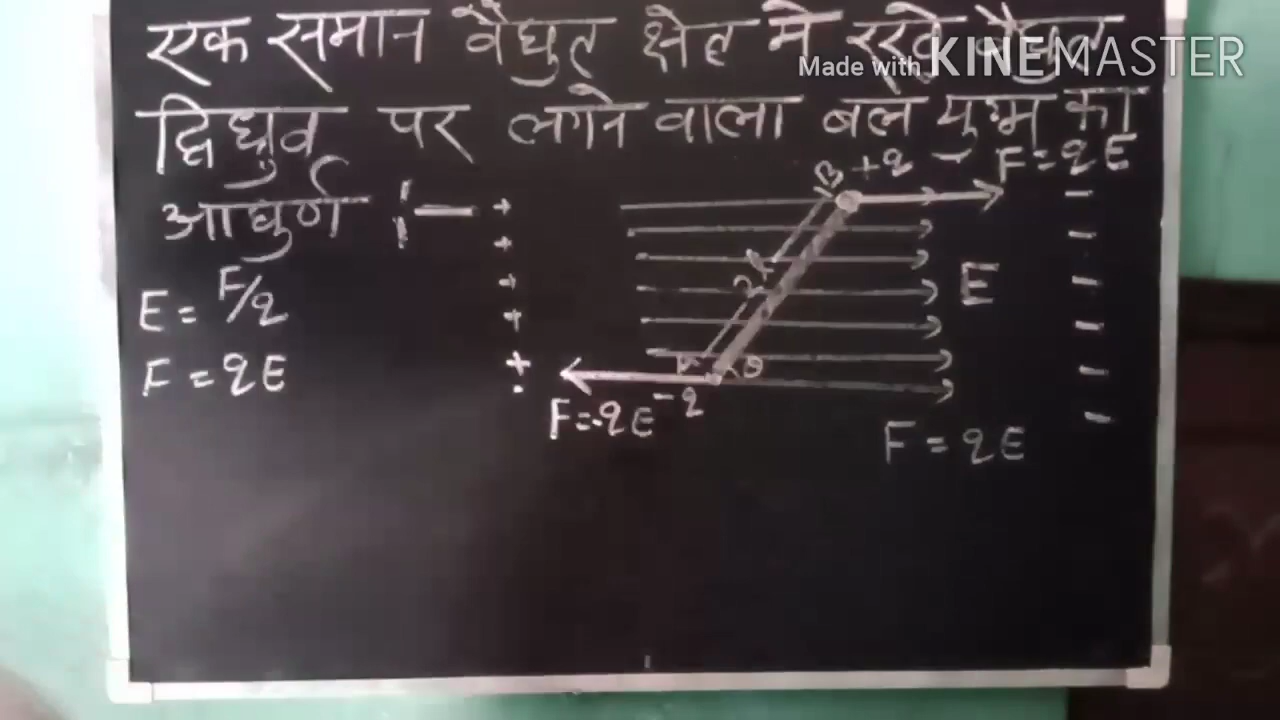 एक समान वैघुत क्षेत्र मे रखे वैघुत
Made with KINEMASTER
द्विघुव पर लगने वाला बल युग्म का
आघुर्ण :-
B +q F = qE
E = F/q
F = qE
E
A θ
F = -qE -q
F = qE